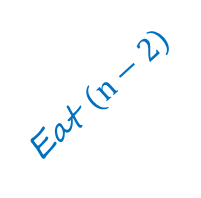 Eat (n − 2)